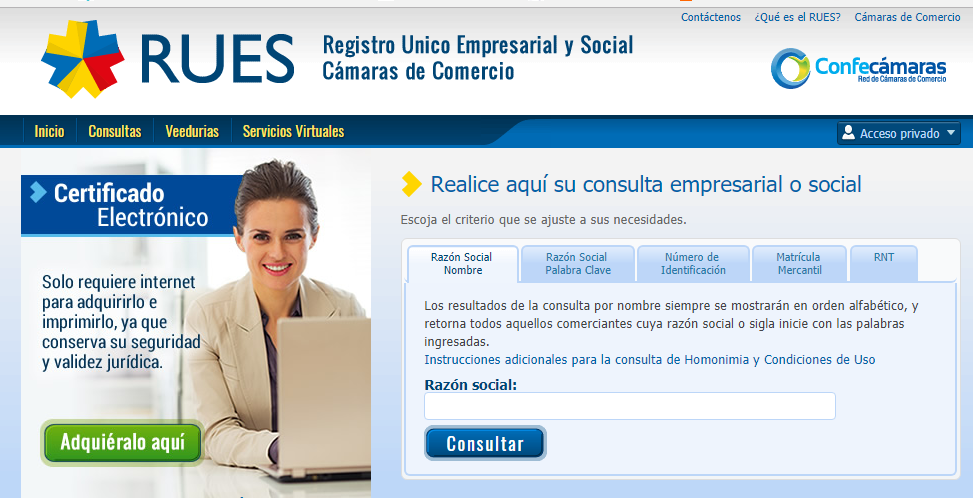 Contáctenos ¿Qué es el RUES? Cámaras de Comercio
RUES
Registro Unico Empresarial y Social
Cámaras de Comercio
Confecámaras
Red de Cámaras de Comercio
Inicio Consultas Veedurias Servicios Virtuales
Acceso privado
Certificado
Electrónico
Solo requiere internet
para adquirirlo e
imprimirlo, ya que
conserva su seguridad
y validez jurídica.
Adquiéralo aquí
Realice aquí su consulta empresarial o social
Escoja el criterio que se ajuste a sus necesidades.
Razón Social
Nombre
Razón Social
Palabra Clave
Número de
Identificación
Matrícula
Mercantil
RNT
Los resultados de la consulta por nombre siempre se mostrarán en orden alfabético, y
retorna todos aquellos comerciantes cuya razón social o sigla inicie con las palabras
ingresadas.
Instrucciones adicionales para la consulta de Homonimia y Condiciones de Uso
Razón social:
Consultar